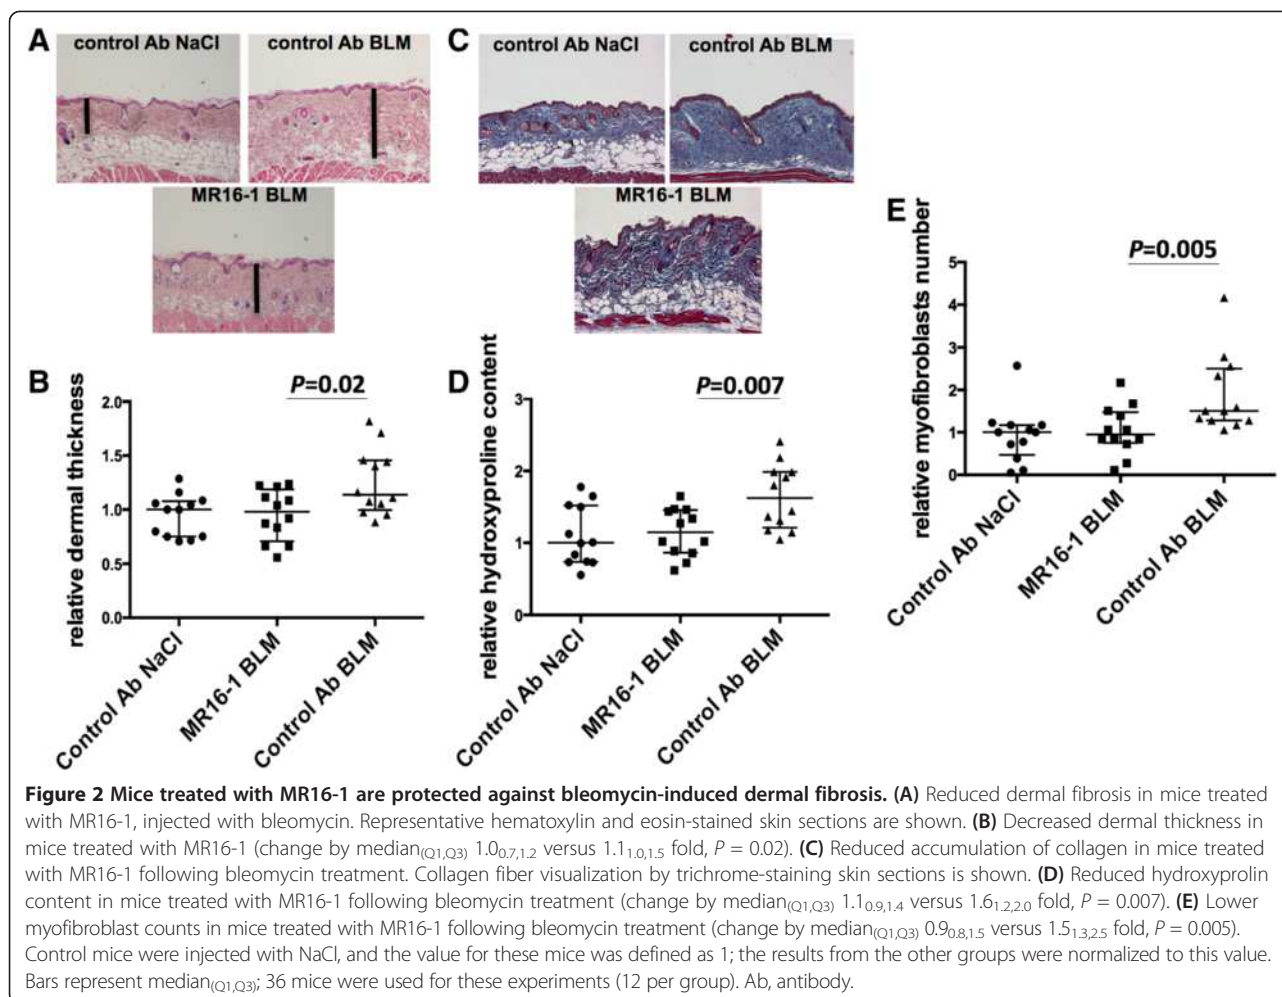 A
control Ab NaCl
control Ab BLM
MR16-1 BLM
C
control Ab NaCl
control Ab BLM
MR16-1 BLM
B
relative dermal thickness
P=0.02
2.0
1.5
1.0
0.5
0.0
Control Ab NaCl
MR16-1 BLM
Control Ab BLM
D
relative hydroxyproline content
P=0.007
3
2
1
0
Control Ab NaCl
MR16-1 BLM
Control Ab BLM
E
relative myofibroblasts number
P=0.005
5
4
3
2
1
0
Control Ab NaCl
MR16-1 BLM
Control Ab BLM
Figure 2 Mice treated with MR16-1 are protected against bleomycin-induced dermal fibrosis. (A) Reduced dermal fibrosis in mice treated
with MR16-1, injected with bleomycin. Representative hematoxylin and eosin-stained skin sections are shown. (B) Decreased dermal thickness in
mice treated with MR16-1 (change by median(Q1,Q3) 1.00.7,1.2 versus 1.11.0,1.5 fold, P = 0.02). (C) Reduced accumulation of collagen in mice treated
with MR16-1 following bleomycin treatment. Collagen fiber visualization by trichrome-staining skin sections is shown. (D) Reduced hydroxyprolin
content in mice treated with MR16-1 following bleomycin treatment (change by median(Q1,Q3) 1.10.9,1.4 versus 1.61.2,2.0 fold, P = 0.007). (E) Lower
myofibroblast counts in mice treated with MR16-1 following bleomycin treatment (change by median(Q1,Q3) 0.90.8,1.5 versus 1.51.3,2.5 fold, P = 0.005).
Control mice were injected with NaCl, and the value for these mice was defined as 1; the results from the other groups were normalized to this value.
Bars represent median(Q1,Q3); 36 mice were used for these experiments (12 per group). Ab, antibody.